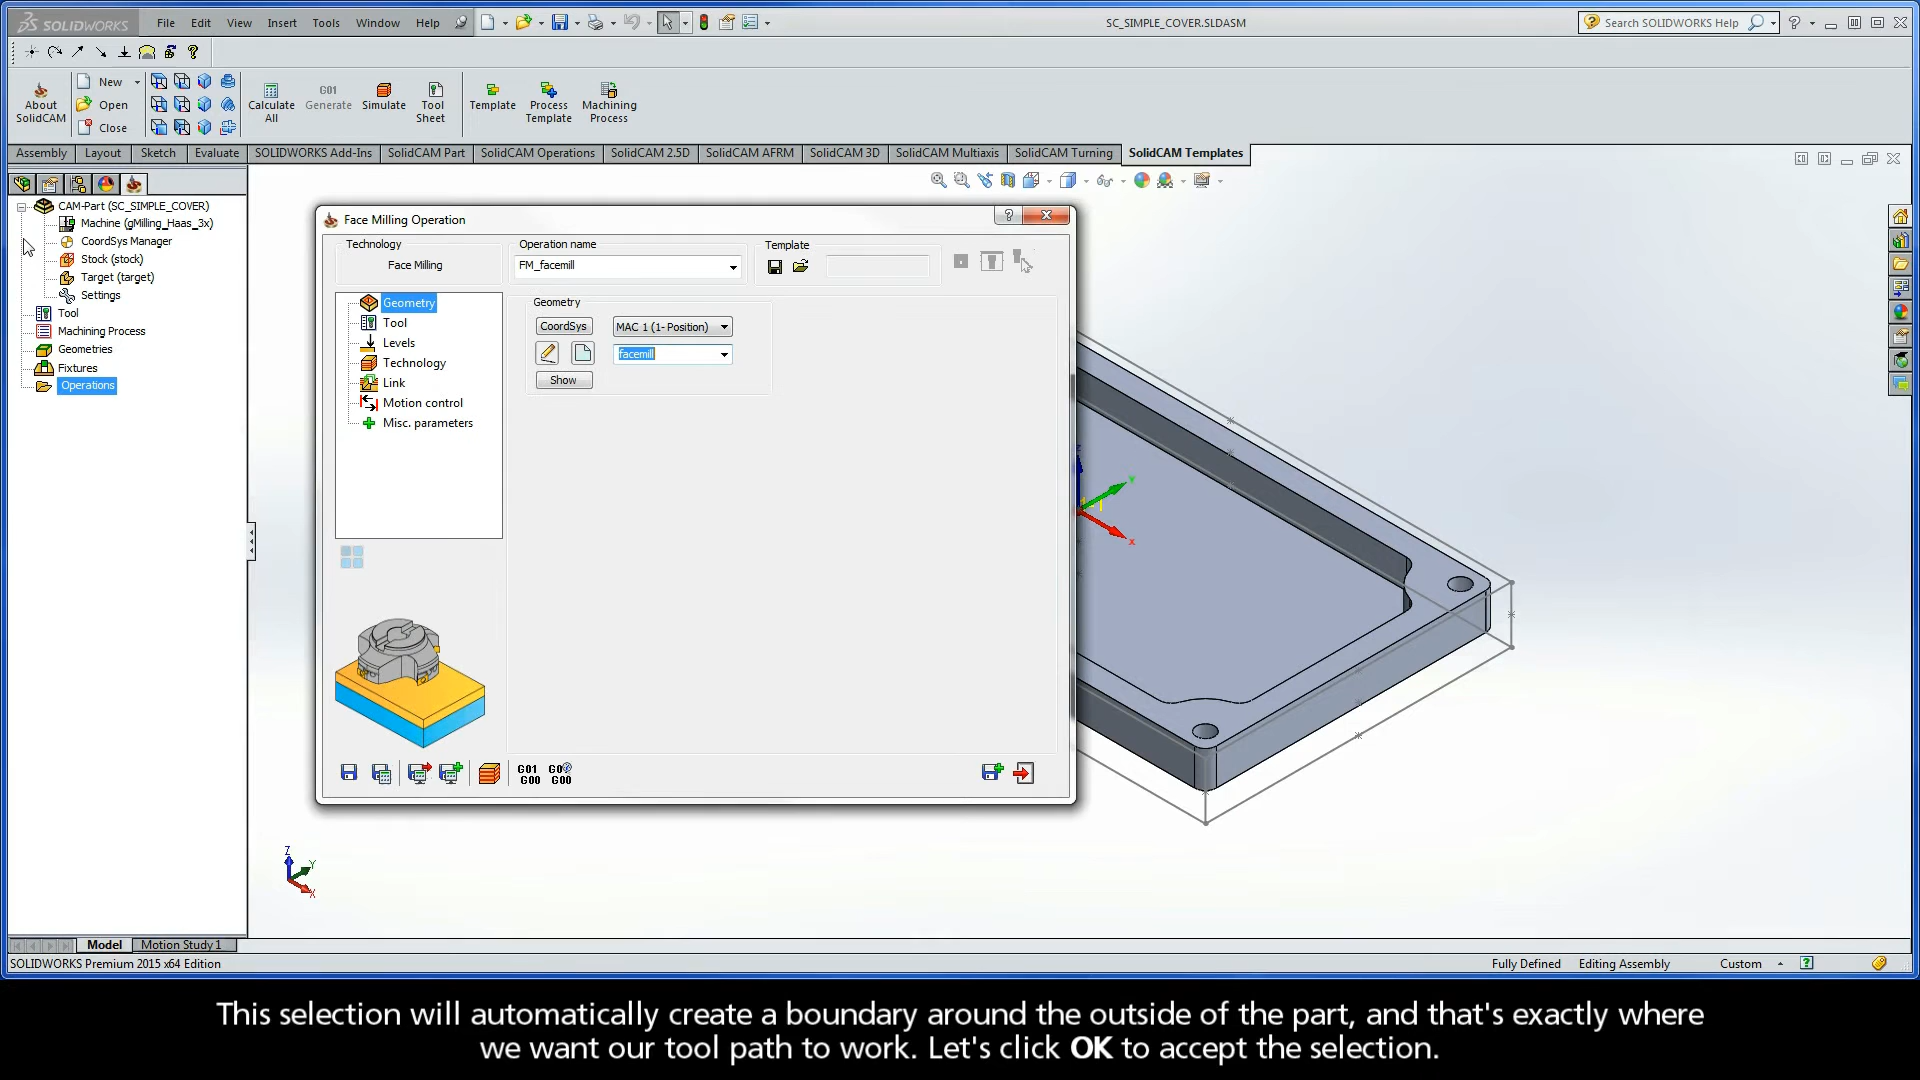 SOLIDWORKS File Edit View Insert Tools Window Help SC_SIMPLE_COVER.SLDASM Search SOLIDWORKS Help
About SolidCAM New Open Close Calculate All G01 Generate Simulate Tool Sheet Template Process Template Machining Process
Assembly Layout Sketch Evaluate SOLIDWORKS Add-Ins SolidCAM Part SolidCAM Operations SolidCAM 2.5D SolidCAM AFRM SolidCAM 3D SolidCAM Multiaxis SolidCAM Turning SolidCAM Templates
CAM-Part (SC_SIMPLE_COVER)
Machine (gMilling_Haas_3x)
CoordSys Manager
Stock (stock)
Target (target)
Settings
Tool
Machining Process
Geometries
Fixtures
Operations
Face Milling Operation
Technology Operation name Template
Face Milling FM_facemill
Geometry
Tool
Levels
Technology
Link
Motion control
Misc. parameters
Geometry
CoordSys MAC 1 (1- Position)
facemill
Show
G01 G00
G00
Z Y X
Y
X
Model Motion Study 1
SOLIDWORKS Premium 2015 x64 Edition Fully Defined Editing Assembly Custom
This selection will automatically create a boundary around the outside of the part, and that's exactly where
we want our tool path to work. Let's click OK to accept the selection.